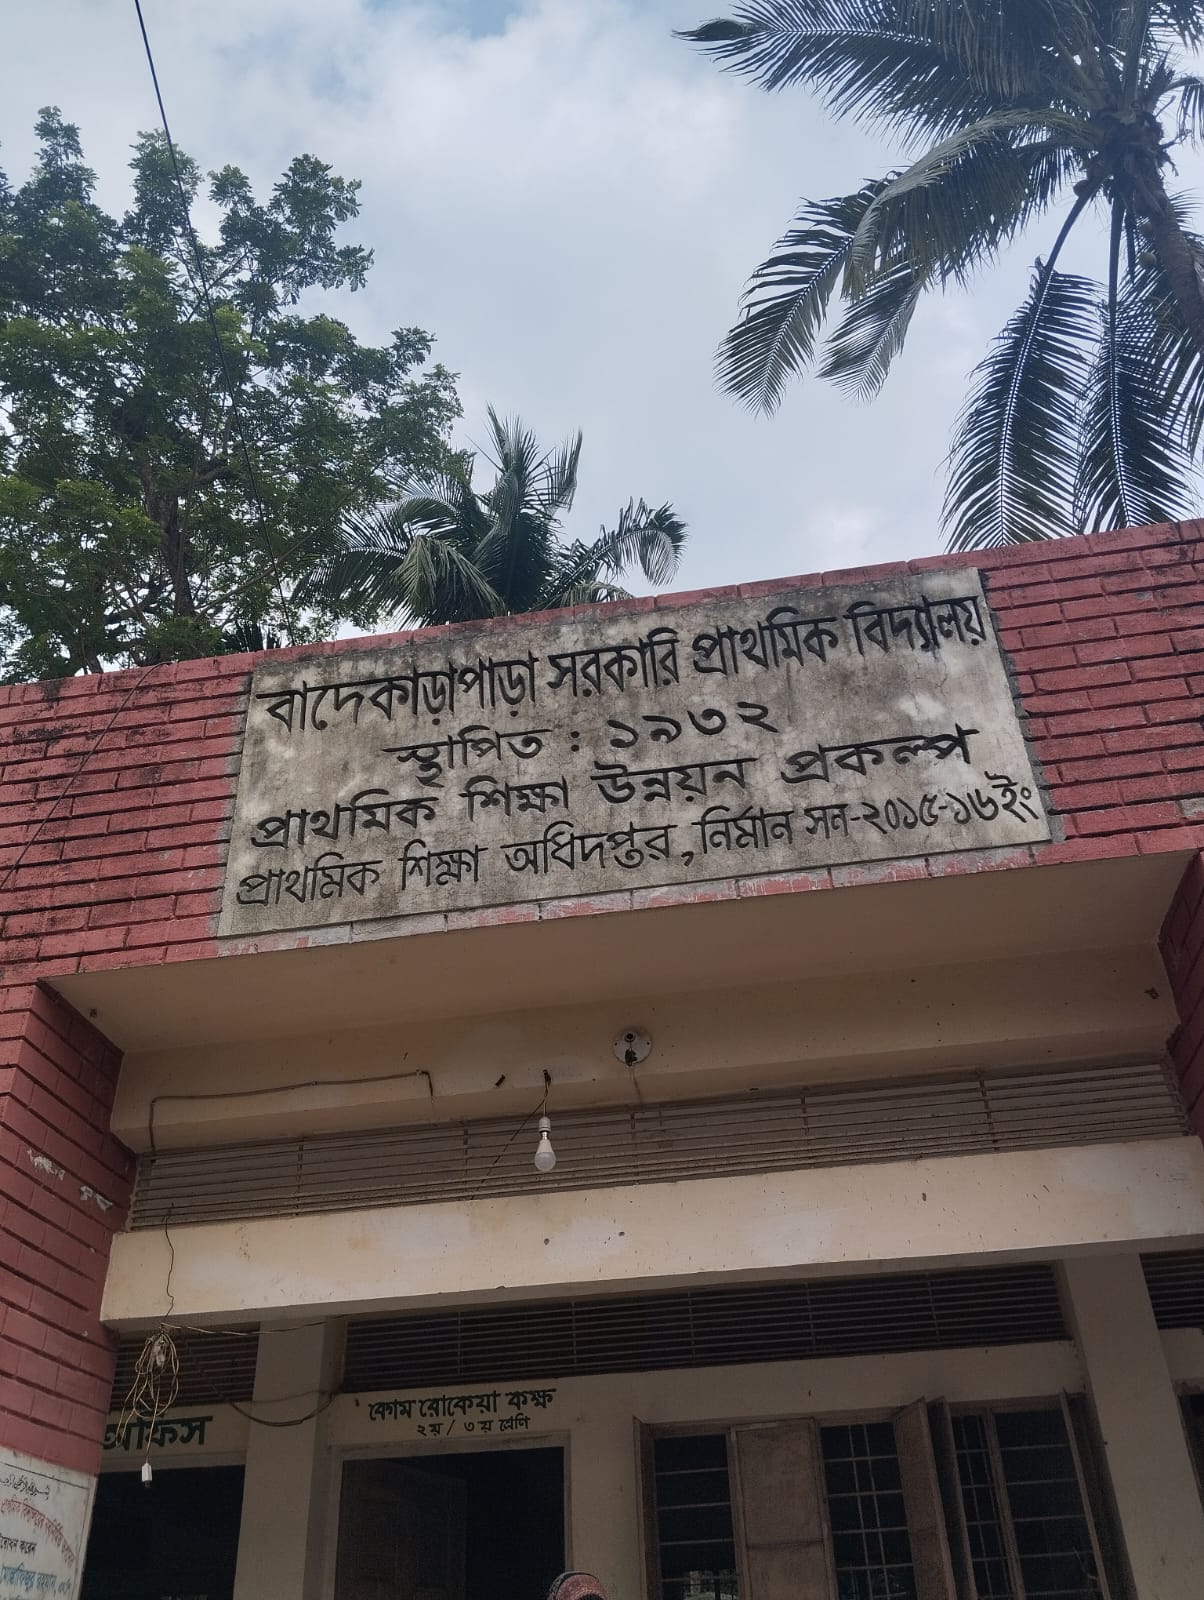 বাদেকাড়াপাড়া সরকারি প্রাথমিক বিদ্যালয়
স্থাপিত : ১৯৩২
প্রাথমিক শিক্ষা উন্নয়ন প্রকল্প
প্রাথমিক শিক্ষা অধিদপ্তর, নির্মান সন-২০১৫-১৬ইং
অফিস
রোকেয়া কক্ষ
২য় / ৩য় শ্রেণি
করেন